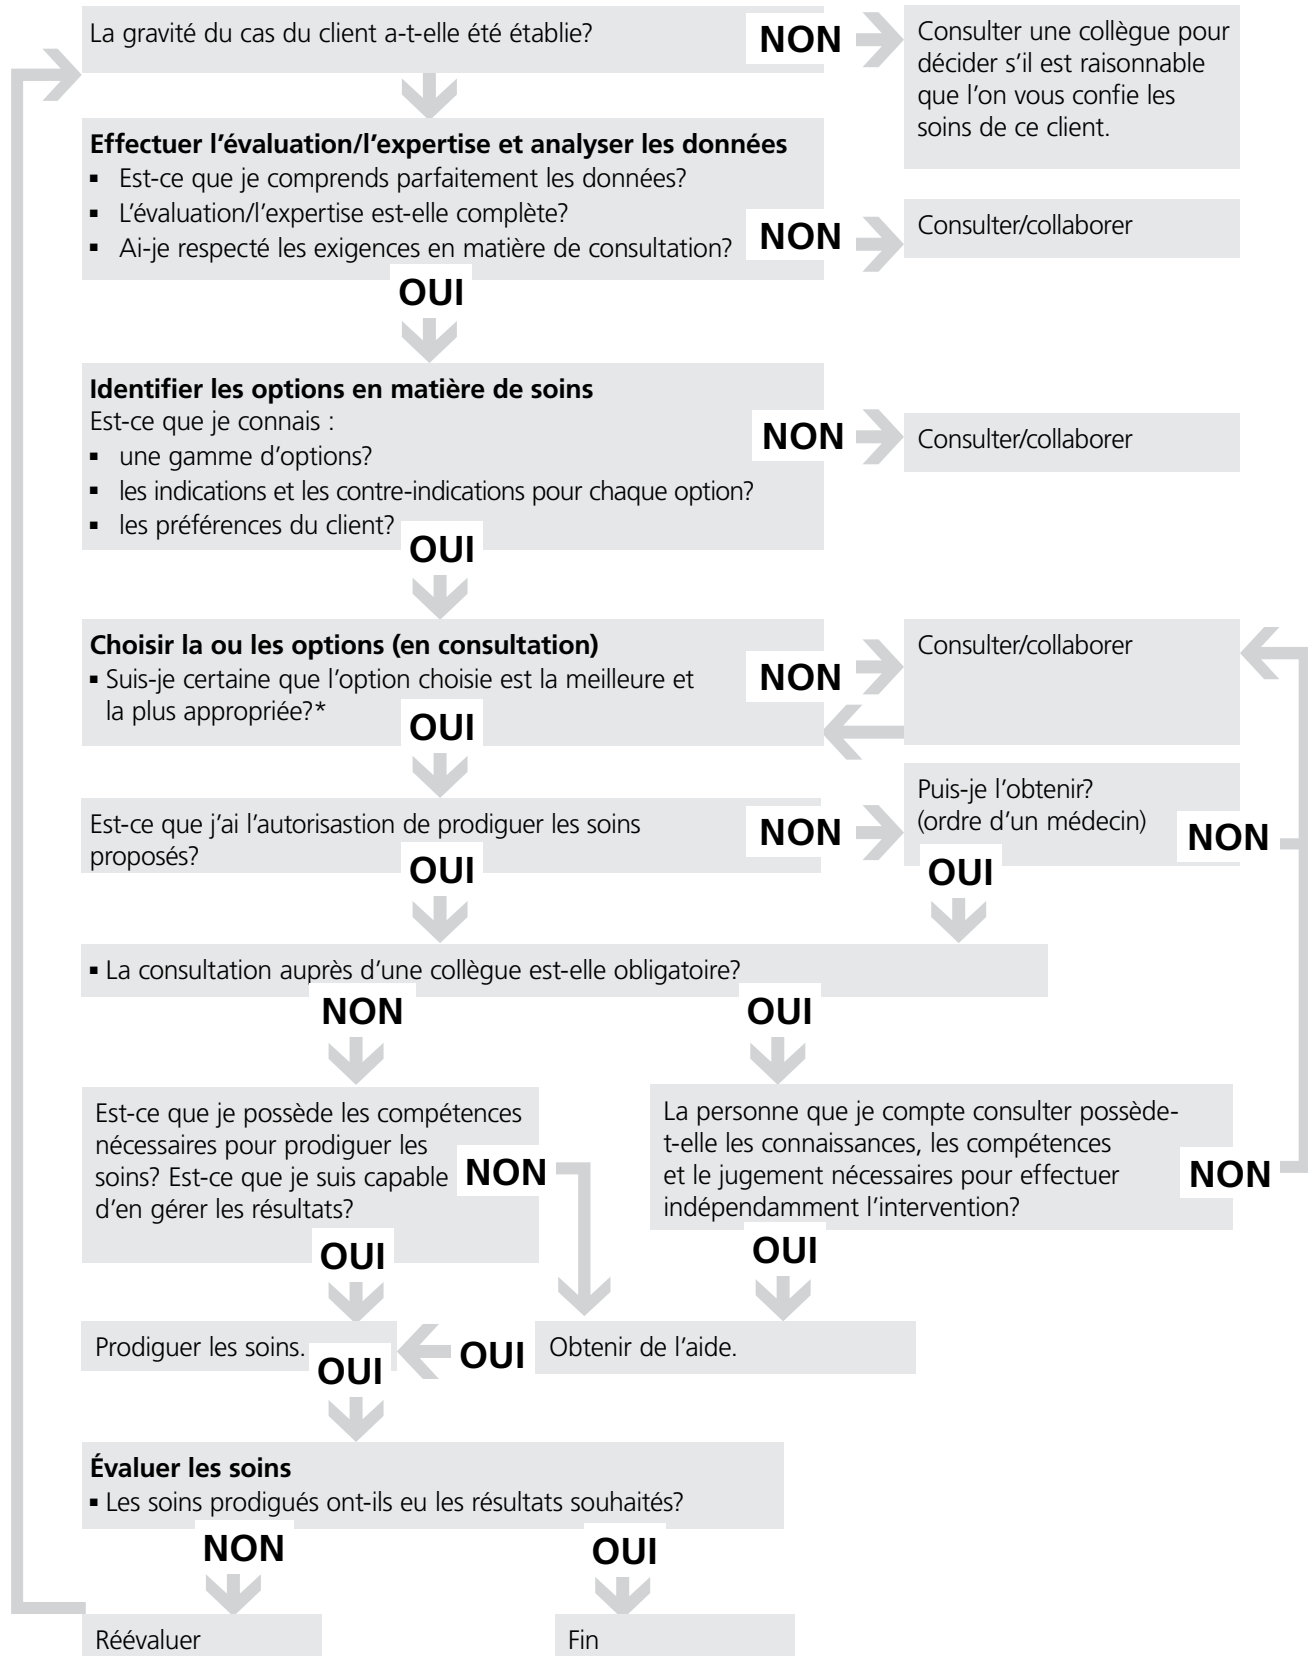 La gravité du cas du client a-t-elle été établie?
NON
Consulter une collègue pour
décider s’il est raisonnable
que l’on vous confie les
soins de ce client.
Effectuer l’évaluation/l’expertise et analyser les données
▪ Est-ce que je comprends parfaitement les données?
▪ L’évaluation/l’expertise est-elle complète?
▪ Ai-je respecté les exigences en matière de consultation?
NON
Consulter/collaborer
OUI
Identifier les options en matière de soins
Est-ce que je connais :
▪ une gamme d’options?
▪ les indications et les contre-indications pour chaque option?
▪ les préférences du client?
NON
Consulter/collaborer
OUI
Choisir la ou les options (en consultation)
▪ Suis-je certaine que l’option choisie est la meilleure et
la plus appropriée?*
NON
Consulter/collaborer
OUI
Est-ce que j’ai l’autorisastion de prodiguer les soins
proposés?
NON
Puis-je l’obtenir?
(ordre d’un médecin)
NON
OUI
OUI
▪ La consultation auprès d’une collègue est-elle obligatoire?
NON
OUI
Est-ce que je possède les compétences
nécessaires pour prodiguer les
soins? Est-ce que je suis capable
d’en gérer les résultats?
NON
La personne que je compte consulter possède-
t-elle les connaissances, les compétences
et le jugement nécessaires pour effectuer
indépendamment l’intervention?
NON
OUI
OUI
Prodiguer les soins.
OUI
Obtenir de l’aide.
OUI
Évaluer les soins
▪ Les soins prodigués ont-ils eu les résultats souhaités?
NON
OUI
Réévaluer
Fin